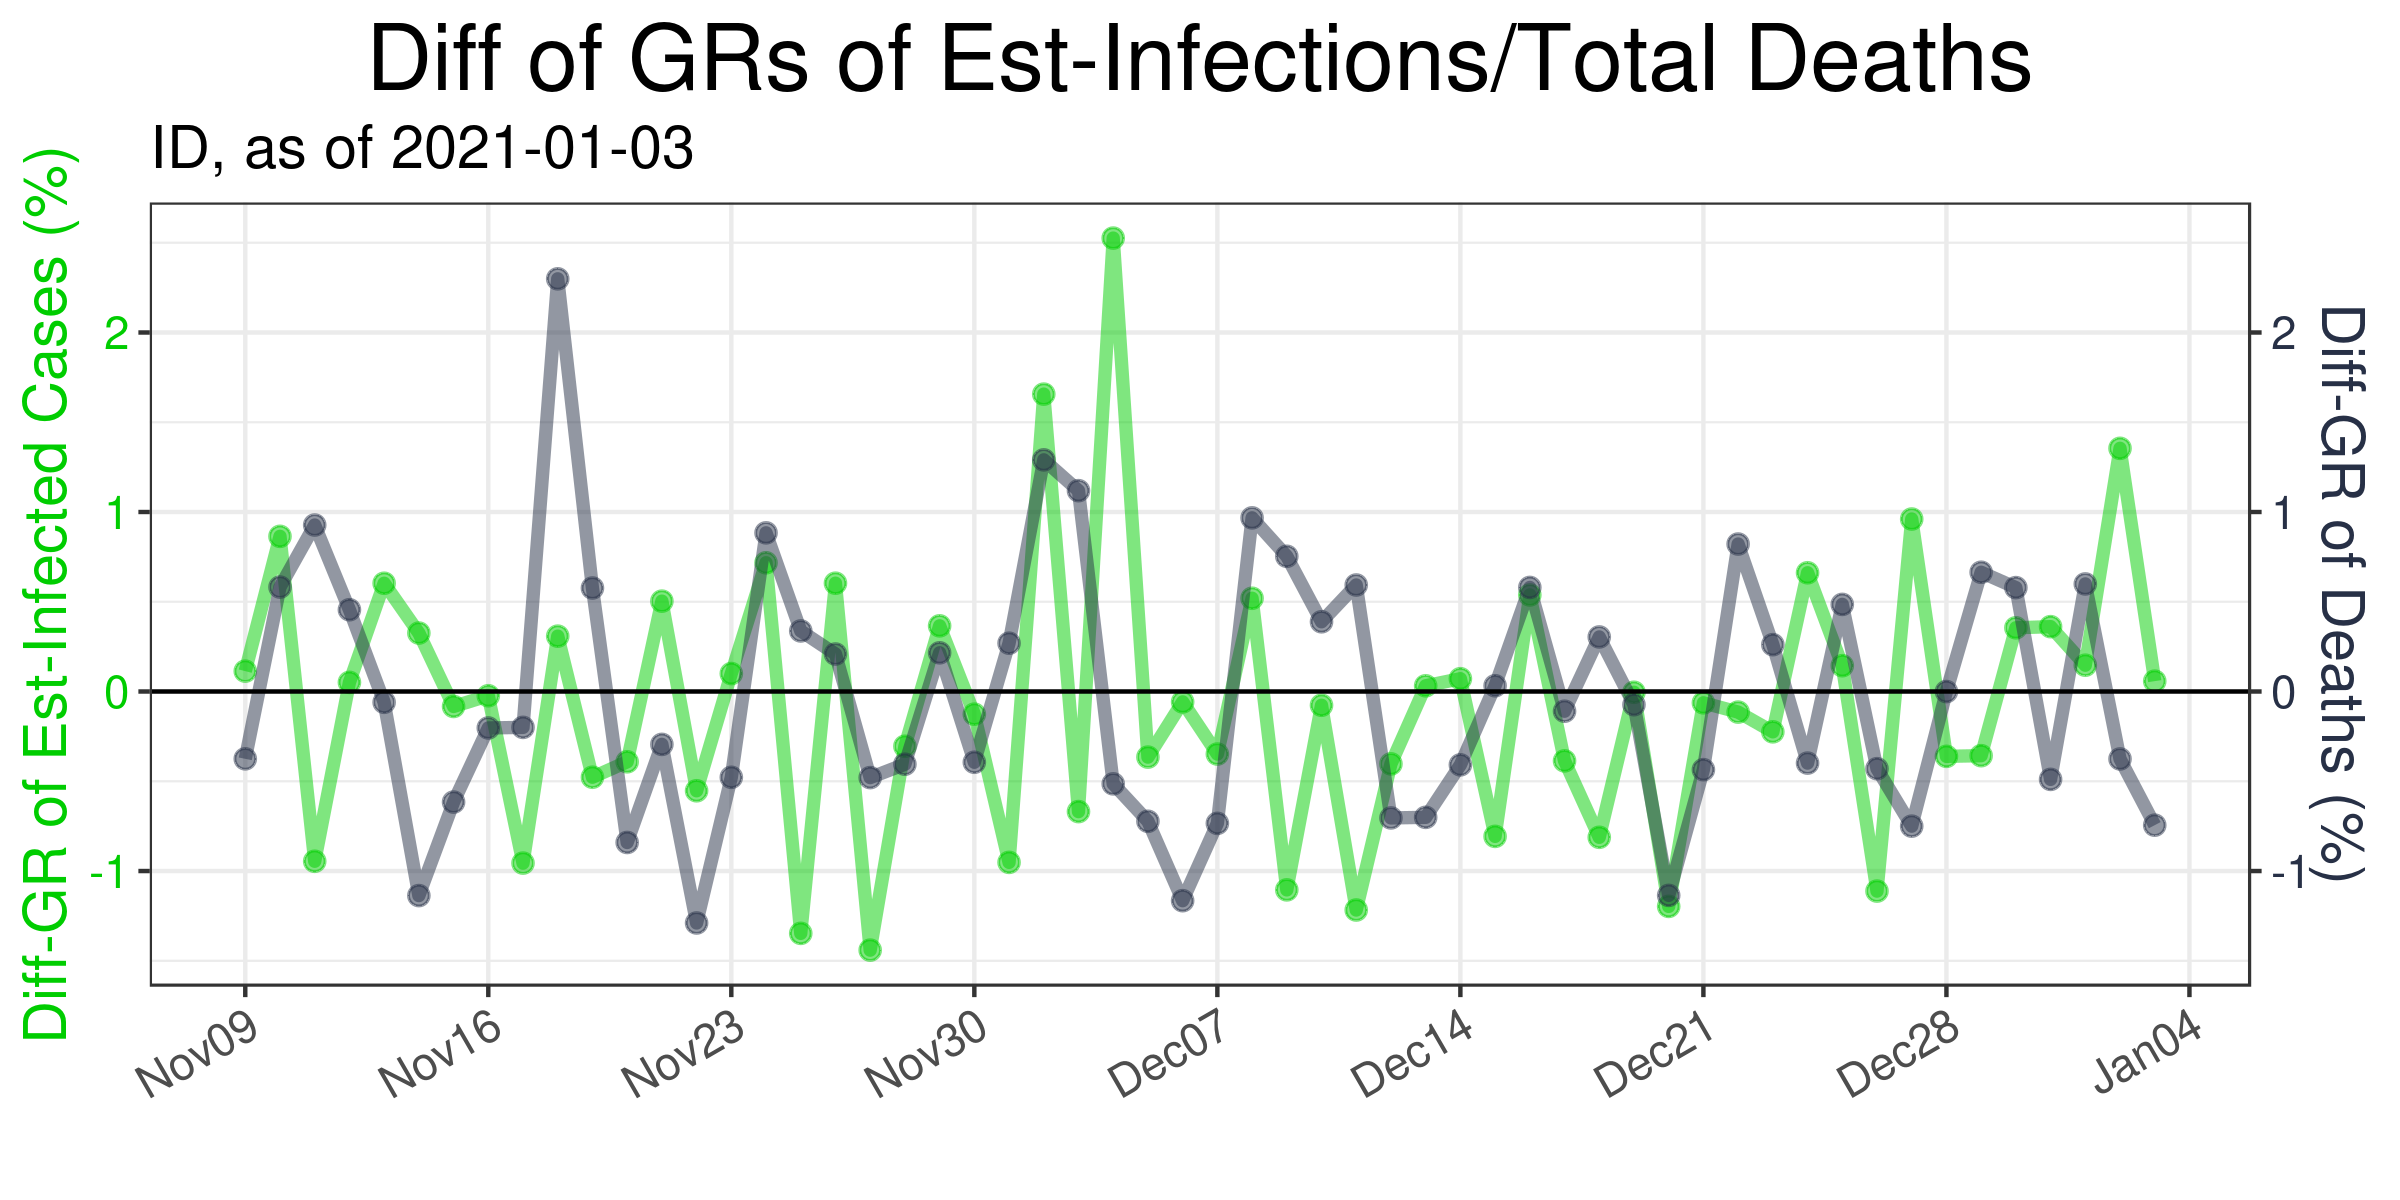 Diff of GRs of Est-Infections/Total Deaths
ID, as of 2021-01-03
Diff-GR of Est-Infected Cases (%)
2
1
0
-1
2
1
0
-1
Diff-GR of Deaths (%)
Nov09
Nov16
Nov23
Nov30
Dec07
Dec14
Dec21
Dec28
Jan04